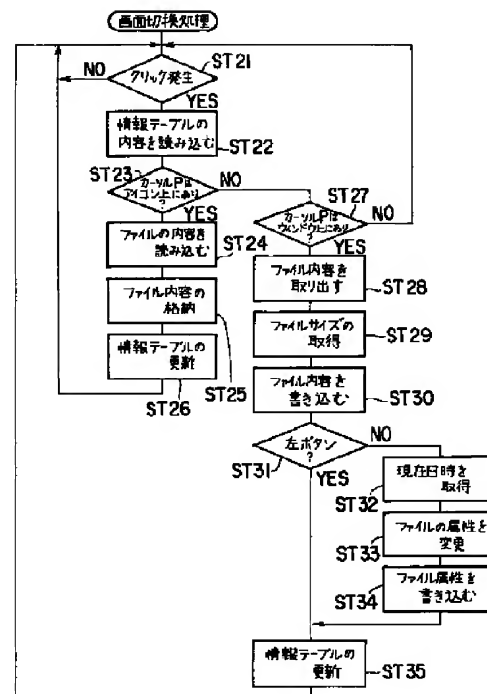 画面切換処理
NO
クリック発生
ST21
YES
情報テーブルの
内容を読み込む
ST22
ST23
カーソルPは
アイコン上にあり
?
NO
YES
ファイルの内容を
読み込む
ST24
ファイル内容の
格納
ST25
情報テーブルの
更新
ST26
ST27
カーソルPは
ウィンドウ上にあり
?
NO
YES
ファイル内容を
取り出す
ST28
ファイルサイズの
取得
ST29
ファイル内容を
書き込む
ST30
左ボタン
?
NO
ST31
YES
現在日時を
取得
ST32
ファイルの属性を
変更
ST33
ファイル属性を
書き込む
ST34
情報テーブルの
更新
ST35